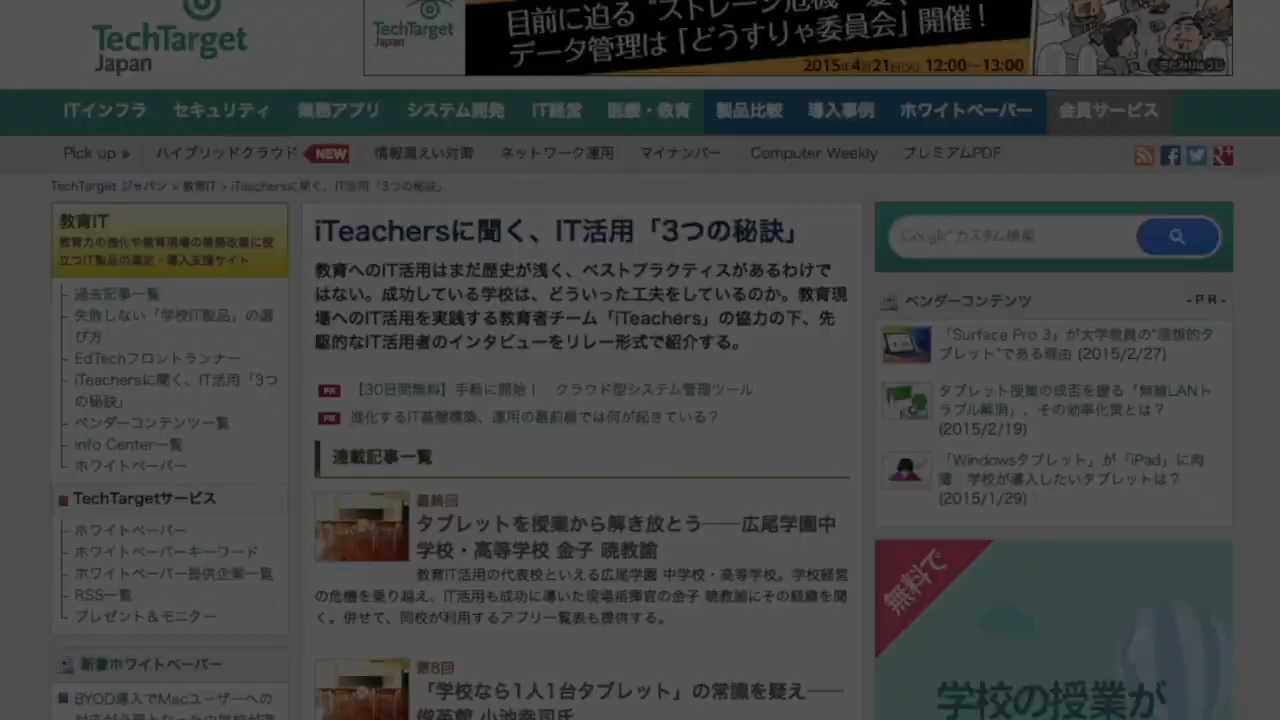 TechTarget
Japan
TechTarget
Japan
データ管理は「どうすりゃ委員会」開催！
2015年4月21日(火) 12:00〜13:00
ITインフラ セキュリティ 業務アプリ システム開発 IT経営 医療・教育 製品比較 導入事例 ホワイトペーパー 会員サービス
Pick up ハイブリッドクラウド NEW 情報漏えい対策 ネットワーク運用 マイナンバー Computer Weekly プレミアムPDF
TechTarget ジャパン > 教育IT > iTeachersに聞く、IT活用「3つの秘訣」
教育IT
教育力の強化や教育現場の業務改善に役
立つIT製品の選定・導入支援サイト
過去記事一覧
失敗しない「学校IT製品」の選
び方
EdTechフロントランナー
iTeachersに聞く、IT活用「3つ
の秘訣」
ベンダーコンテンツ一覧
Info Center一覧
ホワイトペーパー
TechTargetサービス
ホワイトペーパー
ホワイトペーパーキーワード
ホワイトペーパー提供企業一覧
RSS一覧
プレゼント＆モニター
新着ホワイトペーパー
BYOD導入でMacユーザーへの
iTeachersに聞く、IT活用「3つの秘訣」
教育へのIT活用はまだ歴史が浅く、ベストプラクティスがあるわけで
はない。成功している学校は、どういった工夫をしているのか。教育現
場へのIT活用を実践する教育者チーム「iTeachers」の協力の下、先
駆的なIT活用者のインタビューをリレー形式で紹介する。
PR 【30日間無料】手軽に開始！ クラウド型システム管理ツール
PR 進化するIT基盤構築、運用の最前線では何が起きている？
連載記事一覧
最終回
タブレットを授業から解き放とう――広尾学園中
学校・高等学校 金子 暁教諭
教育IT活用の代表校といえる広尾学園 中学校・高等学校。学校経営
の危機を乗り越え、IT活用も成功に導いた現場指揮官の金子 暁教諭にその経緯を聞
く。併せて、同校が利用するアプリ一覧表も提供する。
第8回
「学校なら1人1台タブレット」の常識を疑え――
俊英館 小池幸司氏
Google カスタム検索
ベンダーコンテンツ -PR-
「Surface Pro 3」が大学教員の“理想的タ
ブレット”である理由 (2015/2/27)
タブレット授業の成否を握る「無線LANト
ラブル解消」、その効率化策とは？
(2015/2/19)
「Windowsタブレット」が「iPad」に肉
薄 学校が導入したいタブレットは？
(2015/1/29)
無料で
学校の授業が